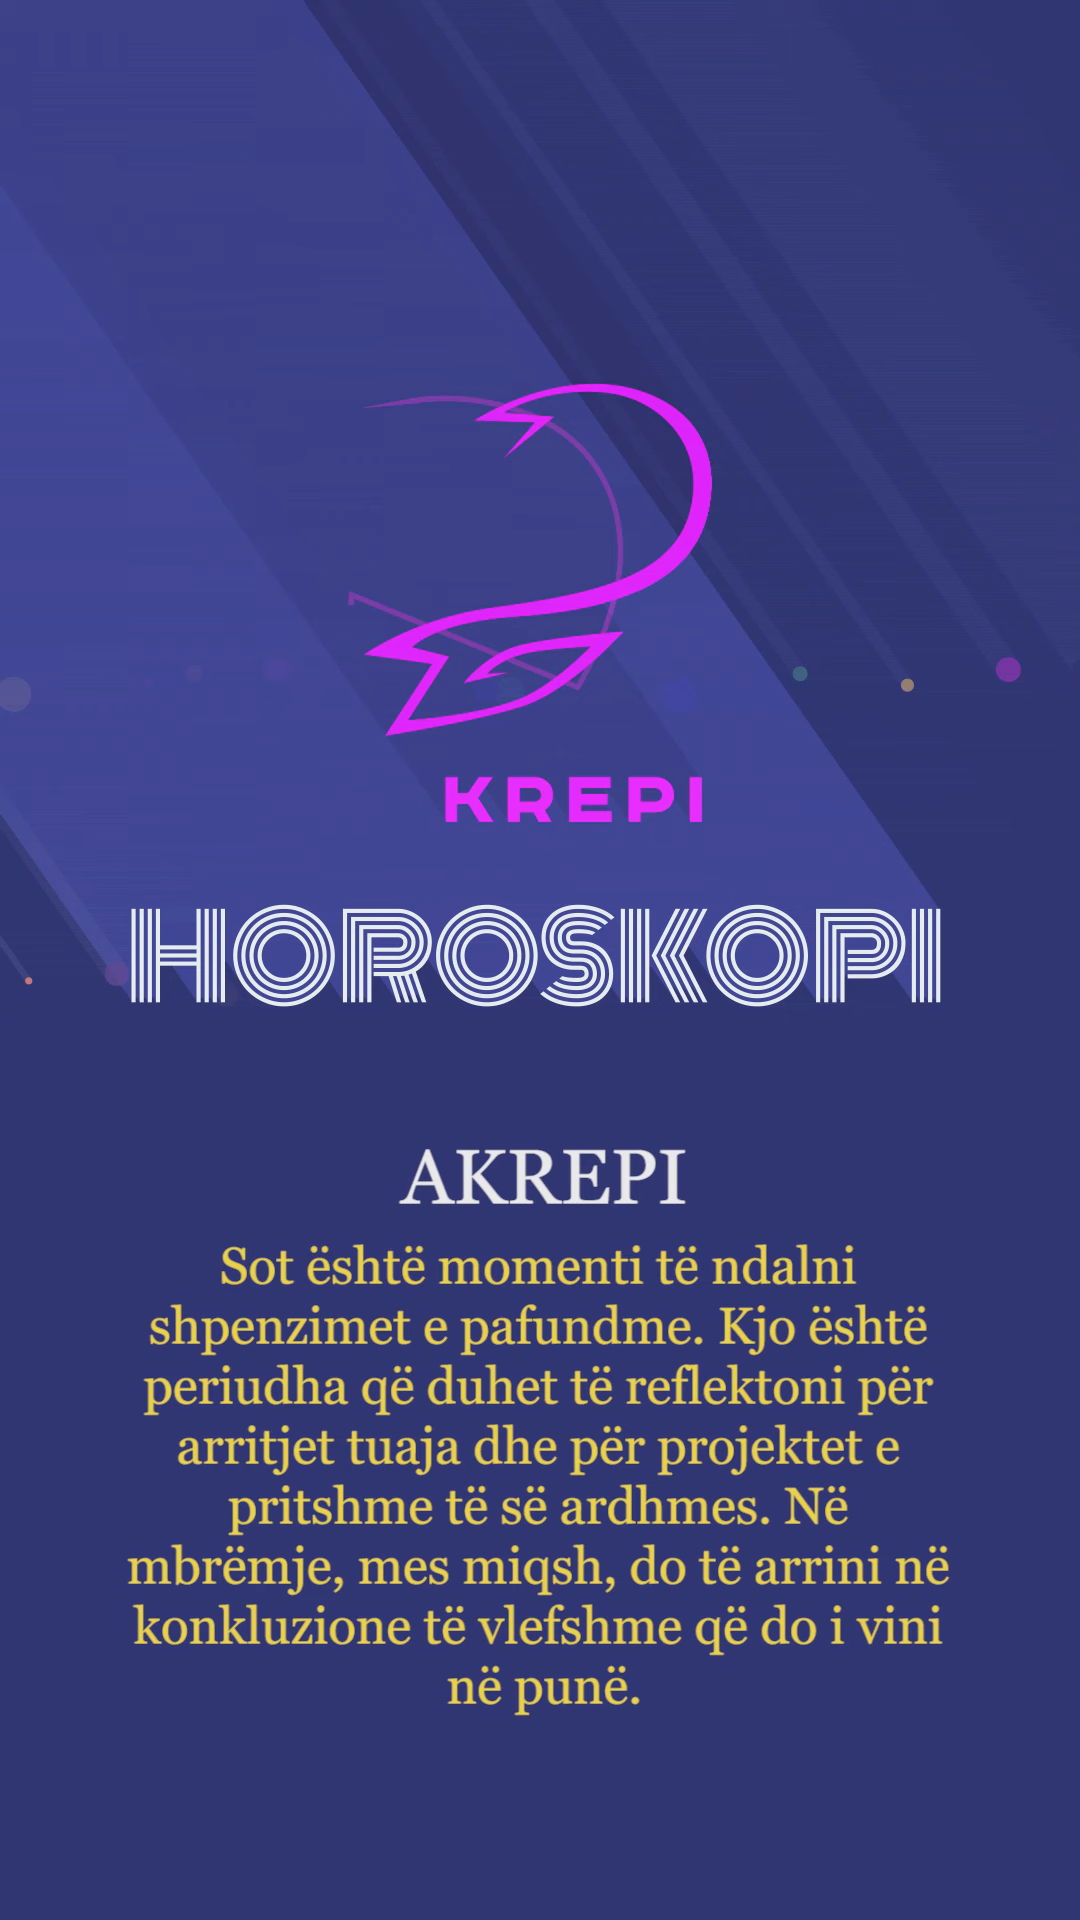 KREPI
HOROSKOPI
AKREPI
Sot është momenti të ndalni
shpenzimet e pafundme. Kjo është
periudha që duhet të reflektoni për
arritjet tuaja dhe për projektet e
pritshme të së ardhmes. Në
mbrëmje, mes miqsh, do të arrini në
konkluzione të vlefshme që do i vini
në punë.